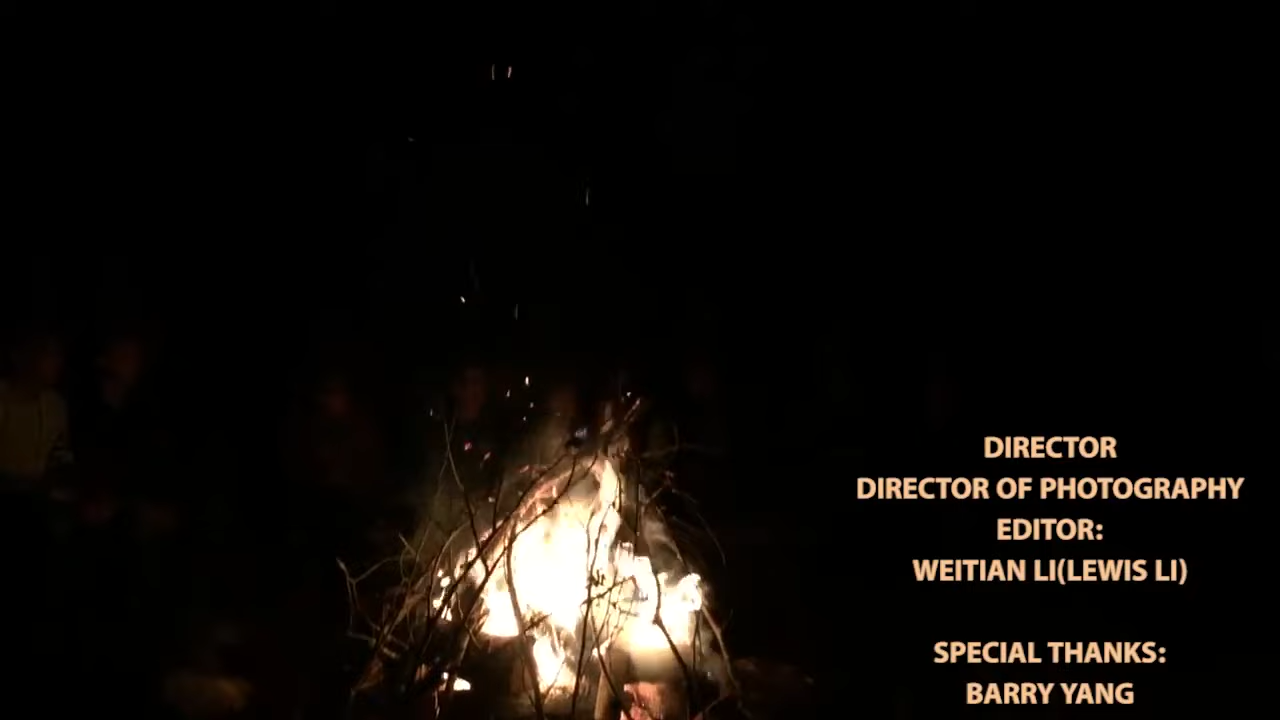 DIRECTOR
DIRECTOR OF PHOTOGRAPHY
EDITOR:
WEITIAN LI(LEWIS LI)
SPECIAL THANKS:
BARRY YANG